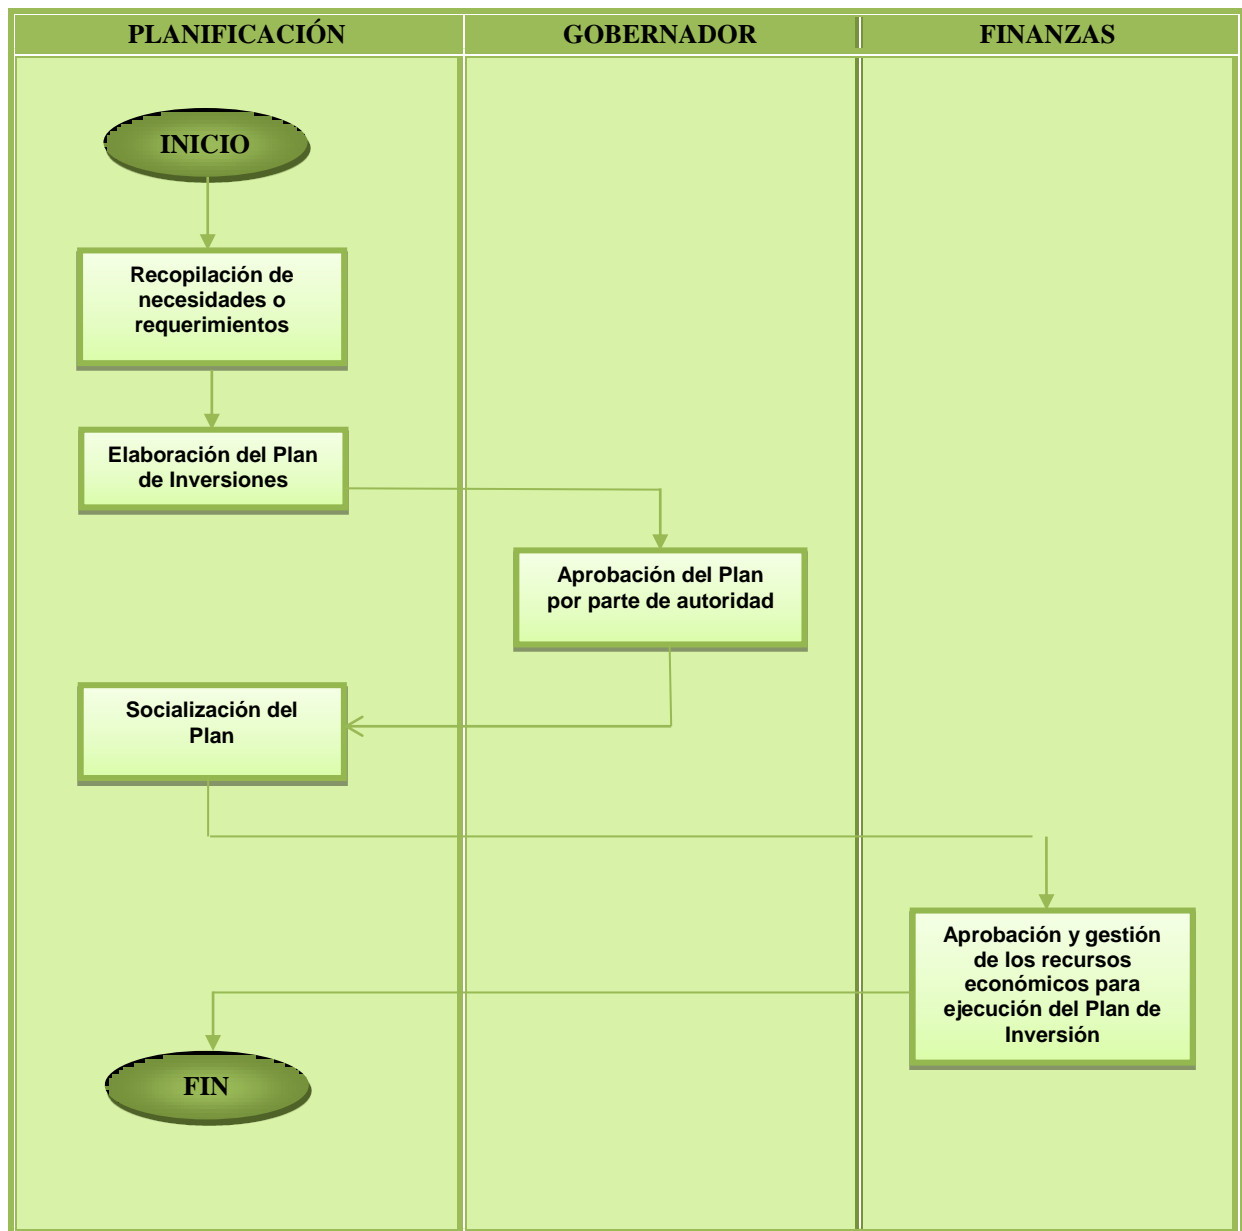 PLANIFICACIÓN
GOBERNADOR
FINANZAS
INICIO
Recopilación de
necesidades o
requerimientos
Elaboración del Plan
de Inversiones
Aprobación del Plan
por parte de autoridad
Socialización del
Plan
Aprobación y gestión
de los recursos
económicos para
ejecución del Plan de
Inversión
FIN